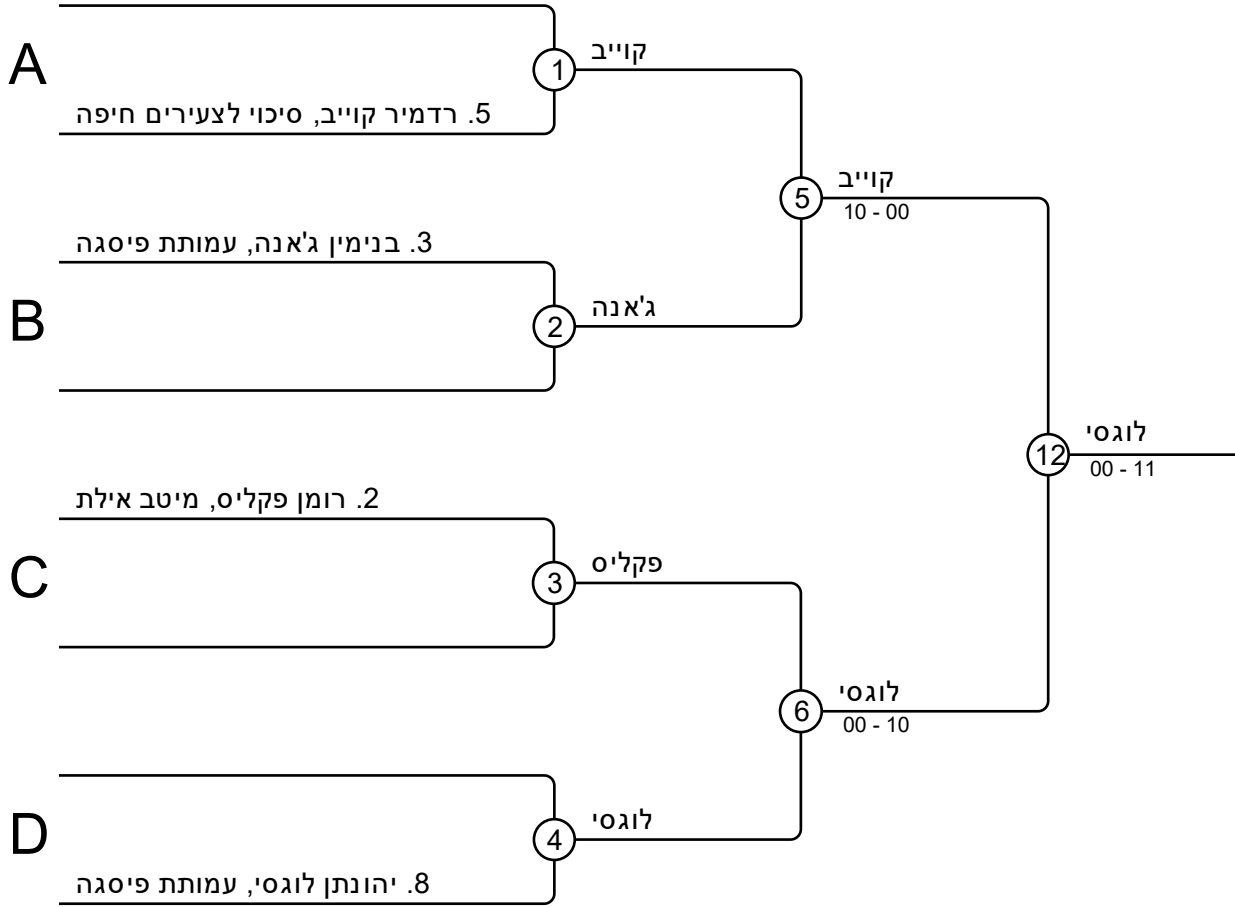 A
1
קוייב
5. רדמיר קוייב, סיכוי לצעירים חיפה
5
קוייב
10 - 00
3. בנימין ג'אנה, עמותת פיסגה
B
2
ג'אנה
12
לוגסי
00 - 11
2. רומן פקליס, מיטב אילת
C
3
פקליס
6
לוגסי
00 - 10
D
4
לוגסי
8. יהונתן לוגסי, עמותת פיסגה